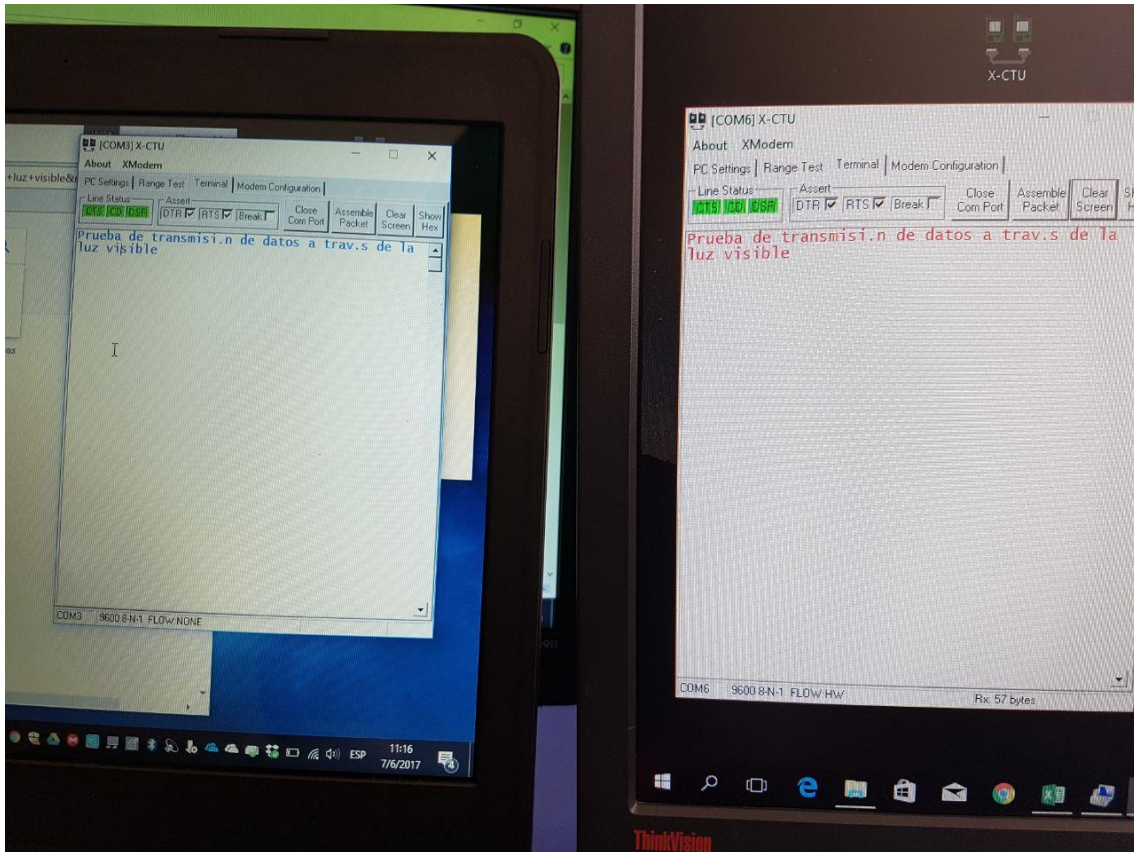 [COM3] X-CTU
About XModem
+luz+visible&
PC Settings Range Test Terminal Modem Configuration
Line Status Assert
CTS CD DSR DTR RTS Break Close Com Port Assemble Packet Clear Screen Show Hex
Prueba de transmisi.n de datos a trav.s de la
luz visible
COM3 9600 8-N-1 FLOW:NONE
ESP 11:16
7/6/2017
4
X-CTU
[COM6] X-CTU
About XModem
PC Settings Range Test Terminal Modem Configuration
Line Status Assert
CTS CD DSR DTR RTS Break Close Com Port Assemble Packet Clear Screen
Prueba de transmisi.n de datos a trav.s de la
luz visible
COM6 9600 8-N-1 FLOW:HW Rx: 57 bytes
ThinkVision